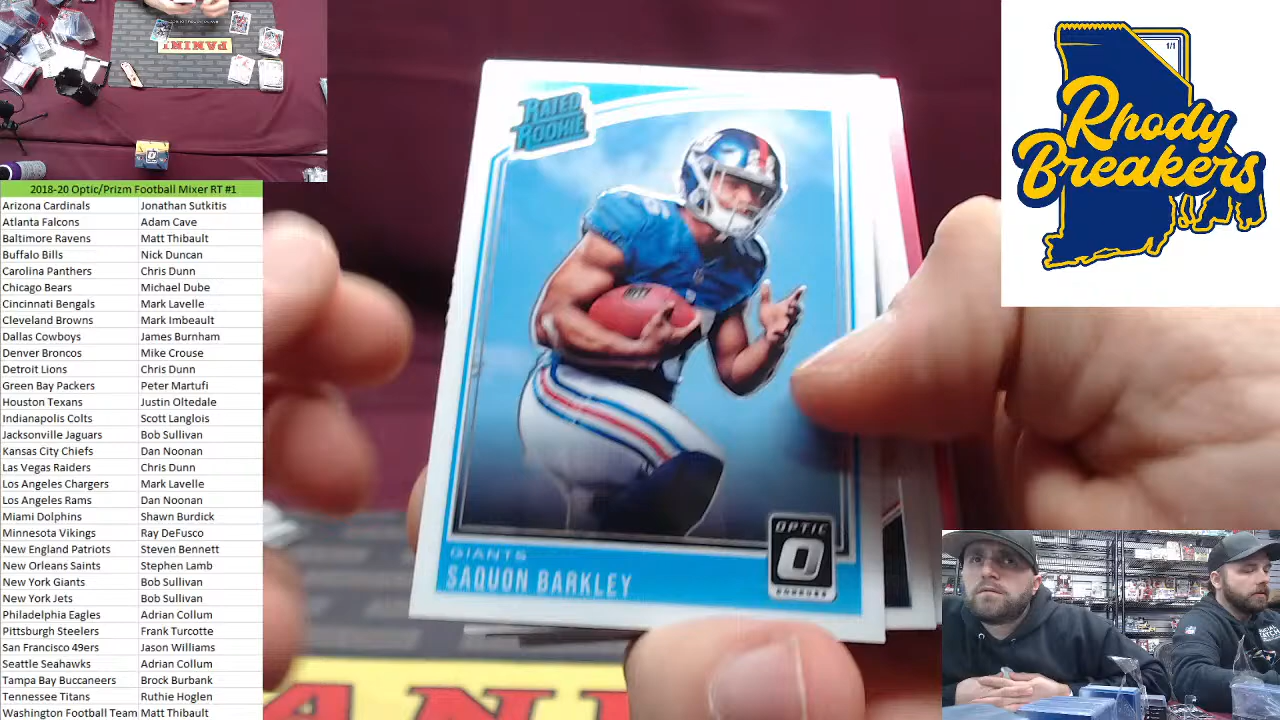 PANINI
2018-20 Optic/Prizm Football Mixer RT #1
Arizona Cardinals Jonathan Sutkitis
Atlanta Falcons Adam Cave
Baltimore Ravens Matt Thibault
Buffalo Bills Nick Duncan
Carolina Panthers Chris Dunn
Chicago Bears Michael Dube
Cincinnati Bengals Mark Lavelle
Cleveland Browns Mark Imbeault
Dallas Cowboys James Burnham
Denver Broncos Mike Crouse
Detroit Lions Chris Dunn
Green Bay Packers Peter Martufi
Houston Texans Justin Oltedale
Indianapolis Colts Scott Langlois
Jacksonville Jaguars Bob Sullivan
Kansas City Chiefs Dan Noonan
Las Vegas Raiders Chris Dunn
Los Angeles Chargers Mark Lavelle
Los Angeles Rams Dan Noonan
Miami Dolphins Shawn Burdick
Minnesota Vikings Ray DeFusco
New England Patriots Steven Bennett
New Orleans Saints Stephen Lamb
New York Giants Bob Sullivan
New York Jets Bob Sullivan
Philadelphia Eagles Adrian Collum
Pittsburgh Steelers Frank Turcotte
San Francisco 49ers Jason Williams
Seattle Seahawks Adrian Collum
Tampa Bay Buccaneers Brock Burbank
Tennessee Titans Ruthie Hoglen
Washington Football Team Matt Thibault
RATED
ROOKIE
OPTIC
O
DONRUSS
GIANTS
SAQUON BARKLEY
1/1
Rhody
Breakers